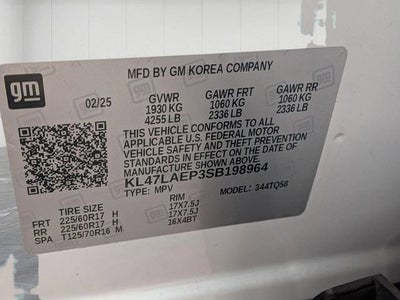 gm
MFD BY GM KOREA COMPANY
02/25 GVWR GAWR FRT GAWR RR
1930 KG 1060 KG 1060 KG
4255 LB 2336 LB 2336 LB
THIS VEHICLE CONFORMS TO ALL
APPLICABLE U.S. FEDERAL MOTOR
VEHICLE SAFETY AND THEFT PREVENTION
STANDARDS IN EFFECT ON THE DATE OF
MANUFACTURE SHOWN ABOVE.
KL47LAEP3SB198964
TYPE: MPV MODEL: 344TQ58
TIRE SIZE RIM
FRT 225/60R17 H 17X7.5J
RR 225/60R17 H 17X7.5J
SPA T125/70R16 M 16X4BT
gm